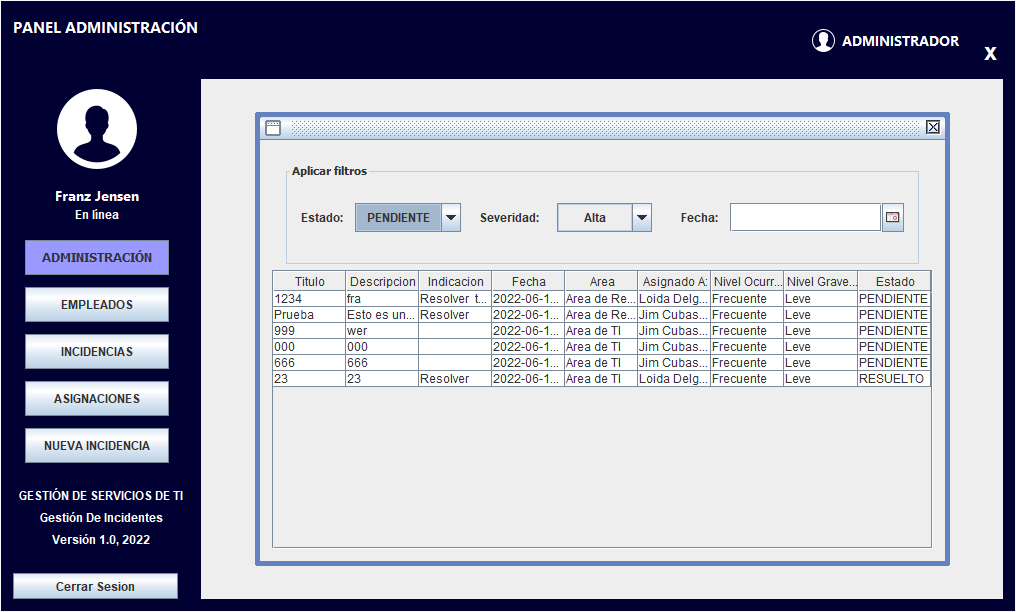 PANEL ADMINISTRACIÓN
ADMINISTRADOR
X
Franz Jensen
En línea
ADMINISTRACIÓN
EMPLEADOS
INCIDENCIAS
ASIGNACIONES
NUEVA INCIDENCIA
GESTIÓN DE SERVICIOS DE TI
Gestión De Incidentes
Versión 1.0, 2022
Cerrar Sesion
Aplicar filtros
Estado: PENDIENTE Severidad: Alta Fecha:
Titulo Descripcion Indicacion Fecha Area Asignado A: Nivel Ocurr... Nivel Grave... Estado
1234 fra Resolver t... 2022-06-1... Area de Re... Loida Delg... Frecuente Leve PENDIENTE
Prueba Esto es un... Resolver 2022-06-1... Area de Re... Jim Cubas... Frecuente Leve PENDIENTE
999 wer 2022-06-1... Area de TI Jim Cubas... Frecuente Leve PENDIENTE
000 000 2022-06-1... Area de TI Jim Cubas... Frecuente Leve PENDIENTE
666 666 2022-06-1... Area de TI Jim Cubas... Frecuente Leve PENDIENTE
23 23 Resolver 2022-06-1... Area de TI Loida Delg... Frecuente Leve RESUELTO